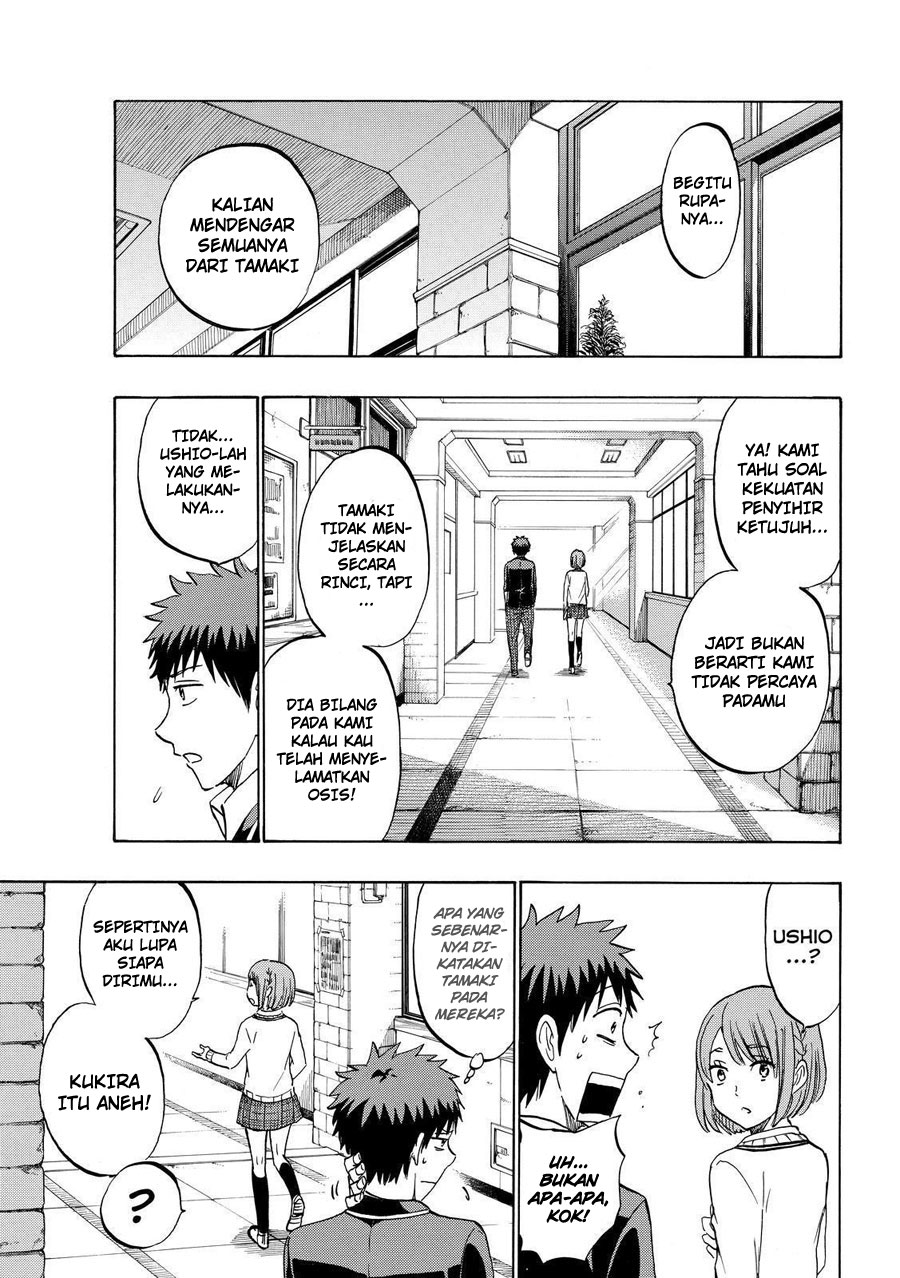 BEGITU
RUPA-
NYA...
KALIAN
MENDENGAR
SEMUANYA
DARI TAMAKI
YA! KAMI
TAHU SOAL
KEKUATAN
PENYIHIR
KETUJUH...
JADI BUKAN
BERARTI KAMI
TIDAK PERCAYA
PADAMU
TAMAKI
TIDAK MEN-
JELASKAN
SECARA
RINCI, TAPI
...
DIA BILANG
PADA KAMI
KALAU KAU
TELAH MENYE-
LAMATKAN
OSIS!
TIDAK...
USHIO-LAH
YANG ME-
LAKUKAN-
NYA...
USHIO
...?
UH...
BUKAN
APA-APA,
KOK!
APA YANG
SEBENAR-
NYA DI-
KATAKAN
TAMAKI
PADA
MEREKA?
SEPERTINYA
AKU LUPA
SIAPA
DIRIMU...
KUKIRA
ITU ANEH!
?